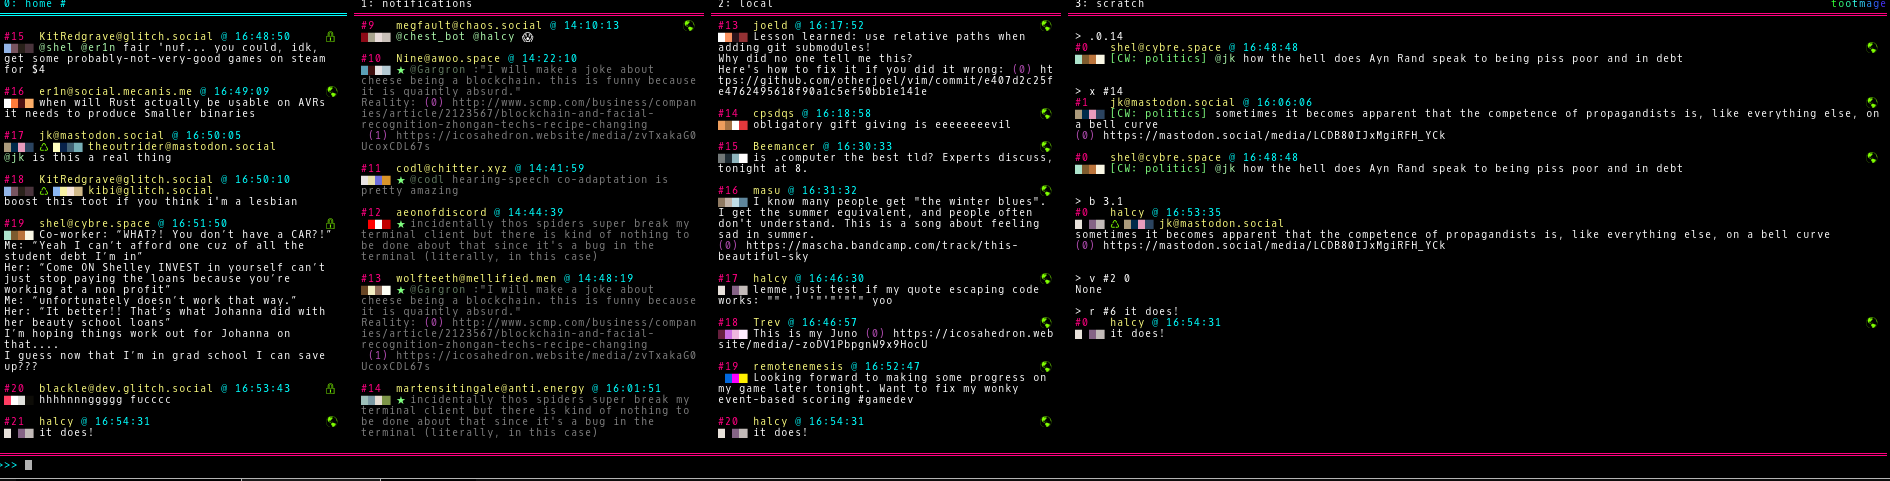 0: home #
#15 KitRedgrave@glitch.social @ 16:48:50
@shel @er1n fair 'nuf... you could, idk,
get some probably-not-very-good games on steam
for $4
#16 er1n@social.mecanis.me @ 16:49:09
when will Rust actually be usable on AVRs
it needs to produce Smaller binaries
#17 jk@mastodon.social @ 16:50:05
theoutrider@mastodon.social
@jk is this a real thing
#18 KitRedgrave@glitch.social @ 16:50:10
kibi@glitch.social
boost this toot if you think i'm a lesbian
#19 shel@cybre.space @ 16:51:50
Co-worker: “WHAT?! You don’t have a CAR?!”
Me: “Yeah I can’t afford one cuz of all the
student debt I’m in”
Her: “Come ON Shelley INVEST in yourself can’t
just stop paying the loans because you’re
working at a non profit”
Me: “unfortunately doesn’t work that way.”
Her: “It better!! That’s what Johanna did with
her beauty school loans”
I’m hoping things work out for Johanna on
that....
I guess now that I’m in grad school I can save
up???
#20 blackle@dev.glitch.social @ 16:53:43
hhhhnnnggggg fucccc
#21 halcy @ 16:54:31
it does!
1: notifications
#9 megfault@chaos.social @ 14:10:13
@chest_bot @halcy 😱
#10 Nine@awoo.space @ 14:22:10
★ @Gargron :"I will make a joke about
cheese being a blockchain. this is funny because
it is quaintly absurd."
Reality: (0) http://www.scmp.com/business/compan
ies/article/2123567/blockchain-and-facial-
recognition-zhongan-techs-recipe-changing
(1) https://icosahedron.website/media/zvTxakaG0
UcoxCDL67s
#11 codl@chitter.xyz @ 14:41:59
★ @codl hearing-speech co-adaptation is
pretty amazing
#12 aeonofdiscord @ 14:44:39
★ incidentally thos spiders super break my
terminal client but there is kind of nothing to
be done about that since it's a bug in the
terminal (literally, in this case)
#13 wolfteeth@mellified.men @ 14:48:19
★ @Gargron :"I will make a joke about
cheese being a blockchain. this is funny because
it is quaintly absurd."
Reality: (0) http://www.scmp.com/business/compan
ies/article/2123567/blockchain-and-facial-
recognition-zhongan-techs-recipe-changing
(1) https://icosahedron.website/media/zvTxakaG0
UcoxCDL67s
#14 martensitingale@anti.energy @ 16:01:51
★ incidentally thos spiders super break my
terminal client but there is kind of nothing to
be done about that since it's a bug in the
terminal (literally, in this case)
2: local
#13 joeld @ 16:17:52
Lesson learned: use relative paths when
adding git submodules!
Why did no one tell me this?
Here's how to fix it if you did it wrong: (0) ht
tps://github.com/otherjoel/vim/commit/e407d2c25f
e4762495618f90a1c5ef50bb1e141e
#14 cpsdqs @ 16:18:58
obligatory gift giving is eeeeeeeevil
#15 Beemancer @ 16:30:33
is .computer the best tld? Experts discuss,
tonight at 8.
#16 masu @ 16:31:32
I know many people get "the winter blues".
I get the summer equivalent, and people often
don't understand. This is a song about feeling
sad in summer.
(0) https://mascha.bandcamp.com/track/this-
beautiful-sky
#17 halcy @ 16:46:30
lemme just test if my quote escaping code
works: "" '' '"'"'"'" yoo
#18 Trev @ 16:46:57
This is my Juno (0) https://icosahedron.web
site/media/-zoDV1PbpgnW9x9HocU
#19 remotenemesis @ 16:52:47
Looking forward to making some progress on
my game later tonight. Want to fix my wonky
event-based scoring #gamedev
#20 halcy @ 16:54:31
it does!
3: scratch
tootmage
> .0.14
#0 shel@cybre.space @ 16:48:48
[CW: politics] @jk how the hell does Ayn Rand speak to being piss poor and in debt
> x #14
#1 jk@mastodon.social @ 16:06:06
[CW: politics] sometimes it becomes apparent that the competence of propagandists is, like everything else, on
a bell curve
(0) https://mastodon.social/media/LCDB80IJxMgiRFH_YCk
#0 shel@cybre.space @ 16:48:48
[CW: politics] @jk how the hell does Ayn Rand speak to being piss poor and in debt
> b 3.1
#0 halcy @ 16:53:35
jk@mastodon.social
sometimes it becomes apparent that the competence of propagandists is, like everything else, on a bell curve
(0) https://mastodon.social/media/LCDB80IJxMgiRFH_YCk
> v #2 0
None
> r #6 it does!
#0 halcy @ 16:54:31
it does!
>>>